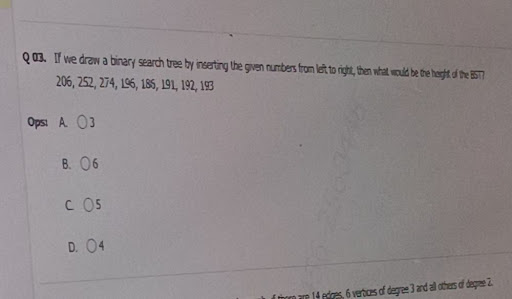 Q 03. If we draw a binary search tree by inserting the given numbers from left to right, then what would be the height of the BST?
206, 252, 274, 196, 186, 191, 192, 193
Ops: A. 3
B. 6
C. 5
D. 4
there are 14 edges, 6 vertices of degree 3 and all others of degree 2.